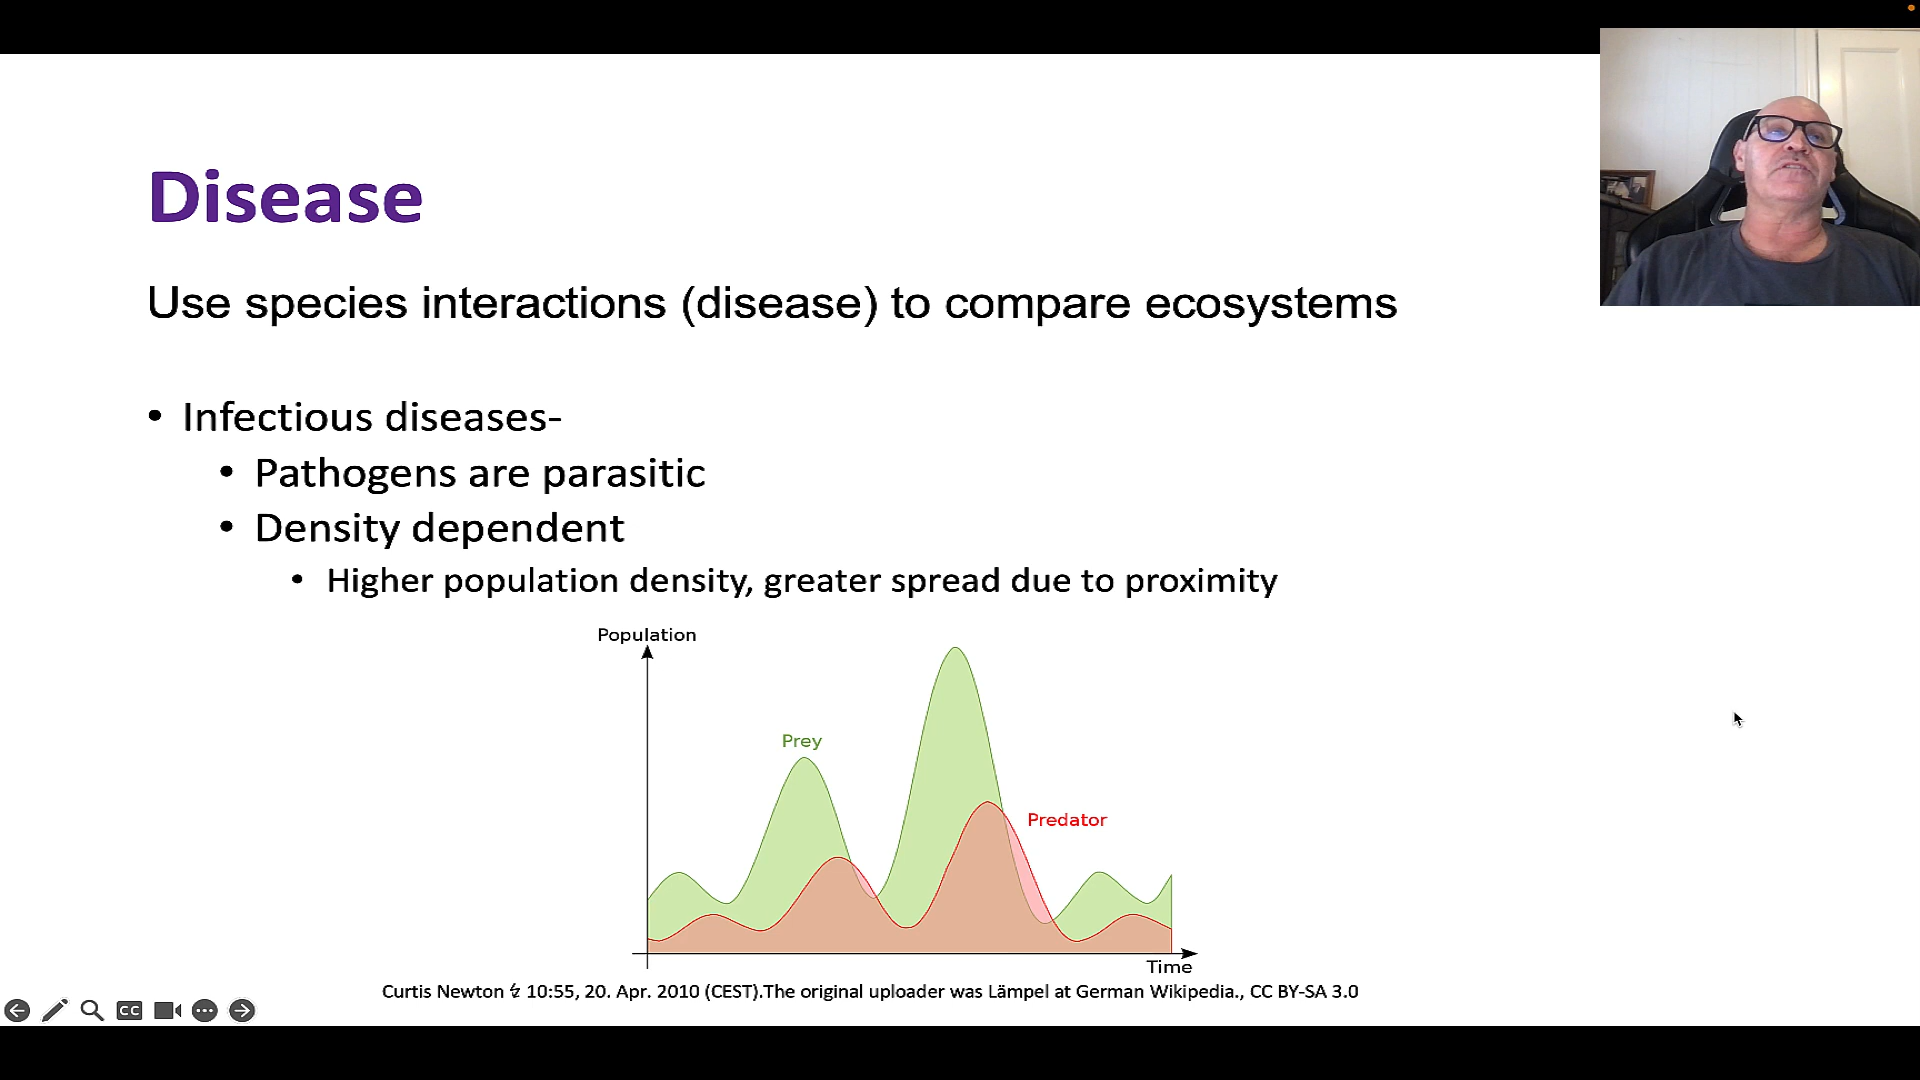 Disease
Use species interactions (disease) to compare ecosystems
• Infectious diseases-
• Pathogens are parasitic
• Density dependent
• Higher population density, greater spread due to proximity
Population
Prey
Predator
Time
Curtis Newton ↯ 10:55, 20. Apr. 2010 (CEST).The original uploader was Lämpel at German Wikipedia., CC BY-SA 3.0
CC